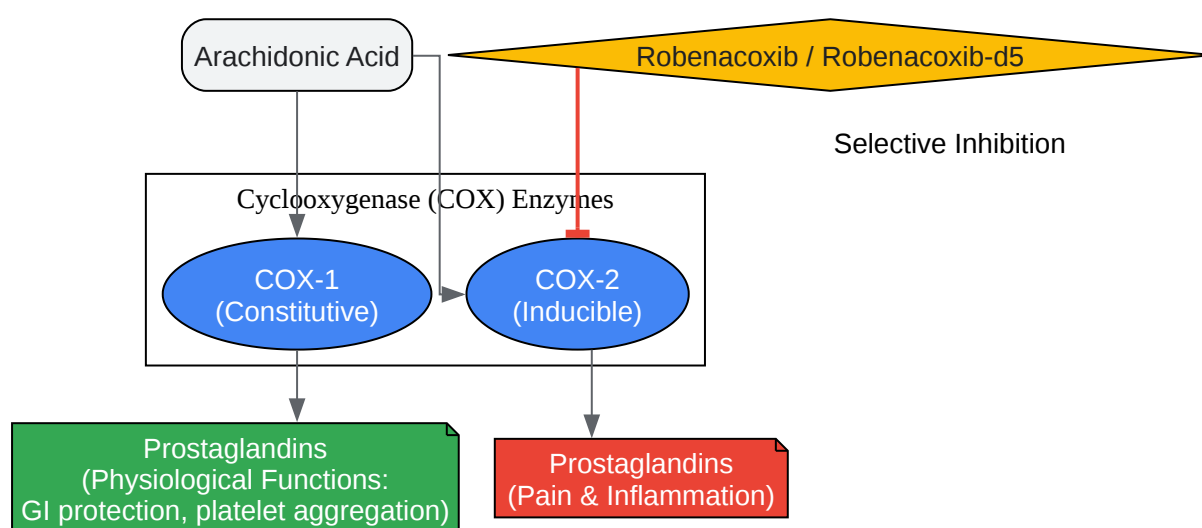 Arachidonic Acid
Robenacoxib / Robenacoxib-d5
Selective Inhibition
Cyclooxygenase (COX) Enzymes
COX-1
(Constitutive)
COX-2
(Inducible)
Prostaglandins
(Physiological Functions:
GI protection, platelet aggregation)
Prostaglandins
(Pain & Inflammation)